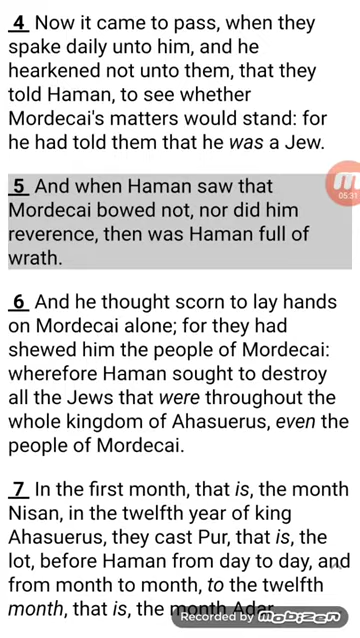 4 Now it came to pass, when they
spake daily unto him, and he
hearkened not unto them, that they
told Haman, to see whether
Mordecai's matters would stand: for
he had told them that he was a Jew.
5 And when Haman saw that
Mordecai bowed not, nor did him
reverence, then was Haman full of
wrath.
05:31
6 And he thought scorn to lay hands
on Mordecai alone; for they had
shewed him the people of Mordecai:
wherefore Haman sought to destroy
all the Jews that were throughout the
whole kingdom of Ahasuerus, even the
people of Mordecai.
7 In the first month, that is, the month
Nisan, in the twelfth year of king
Ahasuerus, they cast Pur, that is, the
lot, before Haman from day to day, and
from month to month, to the twelfth
month, that is, the month Adar
Recorded by mobizen